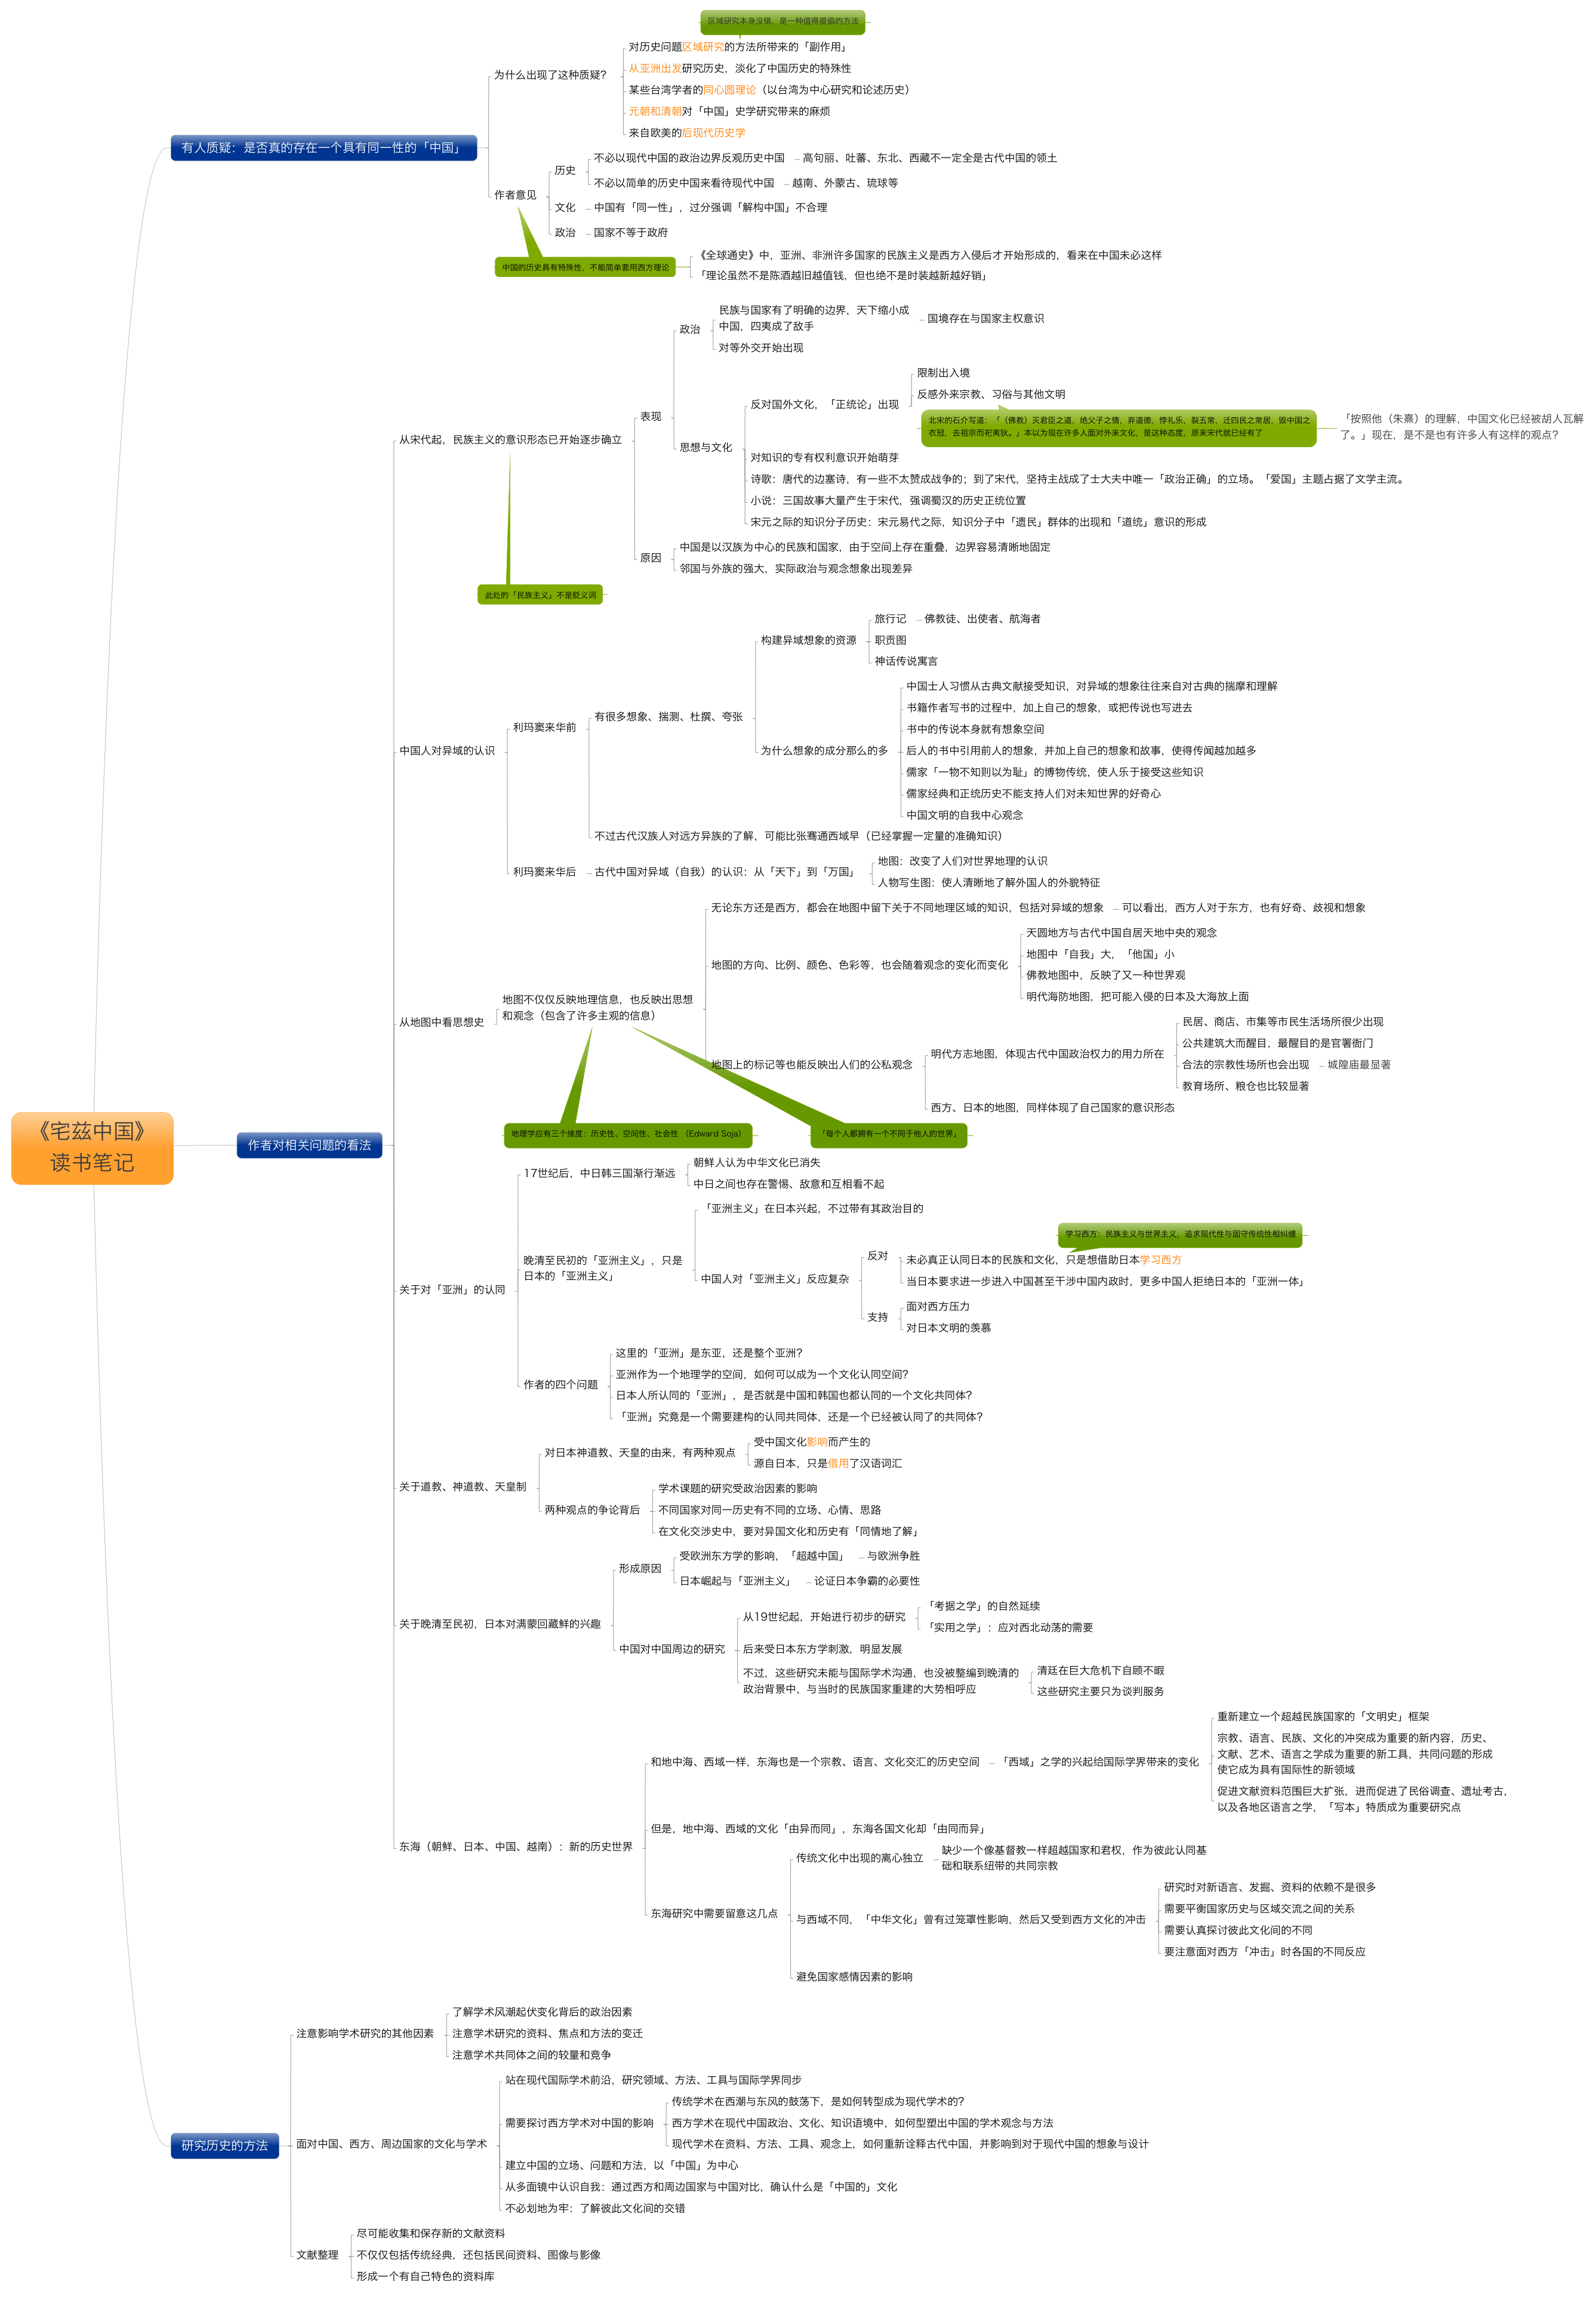 《宅兹中国》
读书笔记
有人质疑：是否真的存在一个具有同一性的「中国」
为什么出现了这种质疑？
区域研究本身没错，是一种值得提倡的方法
对历史问题区域研究的方法所带来的「副作用」
从亚洲出发研究历史，淡化了中国历史的特殊性
某些台湾学者的同心圆理论（以台湾为中心研究和论述历史）
元朝和清朝对「中国」史学研究带来的麻烦
来自欧美的后现代历史学
作者意见
历史
不必以现代中国的政治边界反观历史中国
高句丽、吐蕃、东北、西藏不一定全是古代中国的领土
不必以简单的历史中国来看待现代中国
越南、外蒙古、琉球等
文化
中国有「同一性」，过分强调「解构中国」不合理
政治
国家不等于政府
中国的历史具有特殊性，不能简单套用西方理论
《全球通史》中，亚洲、非洲许多国家的民族主义是西方入侵后才开始形成的，看来在中国未必这样
「理论虽然不是陈酒越旧越值钱，但也绝不是时装越新越好销」
作者对相关问题的看法
从宋代起，民族主义的意识形态已开始逐步确立
此处的「民族主义」不是贬义词
表现
政治
民族与国家有了明确的边界，天下缩小成
中国，四夷成了敌手
国境存在与国家主权意识
对等外交开始出现
思想与文化
反对国外文化，「正统论」出现
限制出入境
反感外来宗教、习俗与其他文明
北宋的石介写道：「（佛教）灭君臣之道，绝父子之情，弃道德，悖礼乐，裂五常，迁四民之常居，毁中国之
衣冠，去祖宗而祀夷狄。」本以为现在许多人面对外来文化，是这种态度，原来宋代就已经有了
「按照他（朱熹）的理解，中国文化已经被胡人瓦解
了。」现在，是不是也有许多人有这样的观点？
对知识的专有权利意识开始萌芽
诗歌：唐代的边塞诗，有一些不太赞成战争的；到了宋代，坚持主战成了士大夫中唯一「政治正确」的立场。「爱国」主题占据了文学主流。
小说：三国故事大量产生于宋代，强调蜀汉的历史正统位置
宋元之际的知识分子历史：宋元易代之际，知识分子中「遗民」群体的出现和「道统」意识的形成
原因
中国是以汉族为中心的民族和国家，由于空间上存在重叠，边界容易清晰地固定
邻国与外族的强大，实际政治与观念想象出现差异
中国人对异域的认识
利玛窦来华前
有很多想象、揣测、杜撰、夸张
构建异域想象的资源
旅行记
佛教徒、出使者、航海者
职贡图
神话传说寓言
为什么想象的成分那么的多
中国士人习惯从古典文献接受知识，对异域的想象往往来自对古典的揣摩和理解
书籍作者写书的过程中，加上自己的想象，或把传说也写进去
书中的传说本身就有想象空间
后人的书中引用前人的想象，并加上自己的想象和故事，使得传闻越加越多
儒家「一物不知则以为耻」的博物传统，使人乐于接受这些知识
儒家经典和正统历史不能支持人们对未知世界的好奇心
中国文明的自我中心观念
不过古代汉族人对远方异族的了解，可能比张骞通西域早（已经掌握一定量的准确知识）
利玛窦来华后
古代中国对异域（自我）的认识：从「天下」到「万国」
地图：改变了人们对世界地理的认识
人物写生图：使人清晰地了解外国人的外貌特征
从地图中看思想史
地图不仅仅反映地理信息，也反映出思想
和观念（包含了许多主观的信息）
无论东方还是西方，都会在地图中留下关于不同地理区域的知识，包括对异域的想象
可以看出，西方人对于东方，也有好奇、歧视和想象
地图的方向、比例、颜色、色彩等，也会随着观念的变化而变化
天圆地方与古代中国自居天地中央的观念
地图中「自我」大，「他国」小
佛教地图中，反映了又一种世界观
明代海防地图，把可能入侵的日本及大海放上面
地图上的标记等也能反映出人们的公私观念
明代方志地图，体现古代中国政治权力的用力所在
民居、商店、市集等市民生活场所很少出现
公共建筑大而醒目，最醒目的是官署衙门
合法的宗教性场所也会出现
城隍庙最显著
教育场所、粮仓也比较显著
西方、日本的地图，同样体现了自己国家的意识形态
地理学应有三个维度：历史性、空间性、社会性 （Edward Soja）
「每个人都拥有一个不同于他人的世界」
关于对「亚洲」的认同
17世纪后，中日韩三国渐行渐远
朝鲜人认为中华文化已消失
中日之间也存在警惕、敌意和互相看不起
晚清至民初的「亚洲主义」，只是
日本的「亚洲主义」
「亚洲主义」在日本兴起，不过带有其政治目的
中国人对「亚洲主义」反应复杂
反对
学习西方：民族主义与世界主义，追求现代性与固守传统性相纠缠
未必真正认同日本的民族和文化，只是想借助日本学习西方
当日本要求进一步进入中国甚至干涉中国内政时，更多中国人拒绝日本的「亚洲一体」
支持
面对西方压力
对日本文明的羡慕
作者的四个问题
这里的「亚洲」是东亚，还是整个亚洲？
亚洲作为一个地理学的空间，如何可以成为一个文化认同空间？
日本人所认同的「亚洲」，是否就是中国和韩国也都认同的一个文化共同体？
「亚洲」究竟是一个需要建构的认同共同体，还是一个已经被认同了的共同体？
关于道教、神道教、天皇制
对日本神道教、天皇的由来，有两种观点
受中国文化影响而产生的
源自日本，只是借用了汉语词汇
两种观点的争论背后
学术课题的研究受政治因素的影响
不同国家对同一历史有不同的立场、心情、思路
在文化交涉史中，要对异国文化和历史有「同情地了解」
关于晚清至民初，日本对满蒙回藏鲜的兴趣
形成原因
受欧洲东方学的影响，「超越中国」
与欧洲争胜
日本崛起与「亚洲主义」
论证日本争霸的必要性
中国对中国周边的研究
从19世纪起，开始进行初步的研究
「考据之学」的自然延续
「实用之学」：应对西北动荡的需要
后来受日本东方学刺激，明显发展
不过，这些研究未能与国际学术沟通，也没被整编到晚清的
政治背景中，与当时的民族国家重建的大势相呼应
清廷在巨大危机下自顾不暇
这些研究主要只为谈判服务
东海（朝鲜、日本、中国、越南）：新的历史世界
和地中海、西域一样，东海也是一个宗教、语言、文化交汇的历史空间
「西域」之学的兴起给国际学界带来的变化
重新建立一个超越民族国家的「文明史」框架
宗教、语言、民族、文化的冲突成为重要的新内容，历史、
文献、艺术、语言之学成为重要的新工具，共同问题的形成
使它成为具有国际性的新领域
促进文献资料范围巨大扩张，进而促进了民俗调查、遗址考古，
以及各地区语言之学，「写本」特质成为重要研究点
但是，地中海、西域的文化「由异而同」，东海各国文化却「由同而异」
东海研究中需要留意这几点
传统文化中出现的离心独立
缺少一个像基督教一样超越国家和君权，作为彼此认同基
础和联系纽带的共同宗教
与西域不同，「中华文化」曾有过笼罩性影响，然后又受到西方文化的冲击
研究时对新语言、发掘、资料的依赖不是很多
需要平衡国家历史与区域交流之间的关系
需要认真探讨彼此文化间的不同
要注意面对西方「冲击」时各国的不同反应
避免国家感情因素的影响
研究历史的方法
注意影响学术研究的其他因素
了解学术风潮起伏变化背后的政治因素
注意学术研究的资料、焦点和方法的变迁
注意学术共同体之间的较量和竞争
面对中国、西方、周边国家的文化与学术
站在现代国际学术前沿，研究领域、方法、工具与国际学界同步
需要探讨西方学术对中国的影响
传统学术在西潮与东风的鼓荡下，是如何转型成为现代学术的？
西方学术在现代中国政治、文化、知识语境中，如何型塑出中国的学术观念与方法
现代学术在资料、方法、工具、观念上，如何重新诠释古代中国，并影响到对于现代中国的想象与设计
建立中国的立场、问题和方法，以「中国」为中心
从多面镜中认识自我：通过西方和周边国家与中国对比，确认什么是「中国的」文化
不必划地为牢：了解彼此文化间的交错
文献整理
尽可能收集和保存新的文献资料
不仅仅包括传统经典，还包括民间资料、图像与影像
形成一个有自己特色的资料库